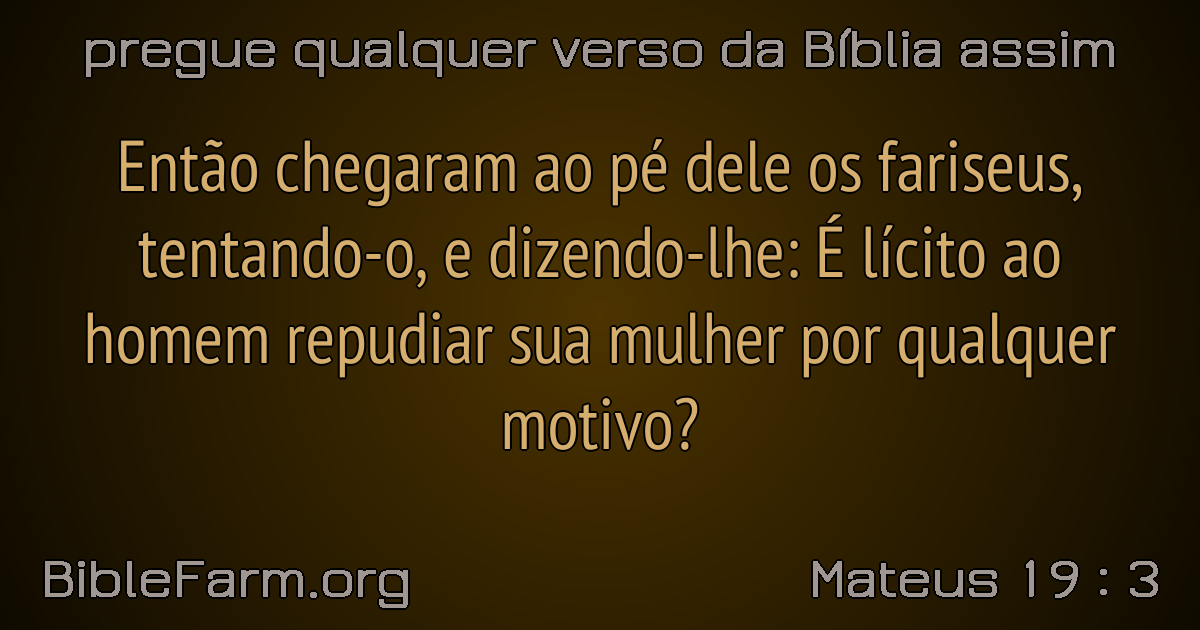 pregue qualquer verso da Bíblia assim
Então chegaram ao pé dele os fariseus,
tentando-o, e dizendo-lhe: É lícito ao
homem repudiar sua mulher por qualquer
motivo?
BibleFarm.org
Mateus 19 : 3